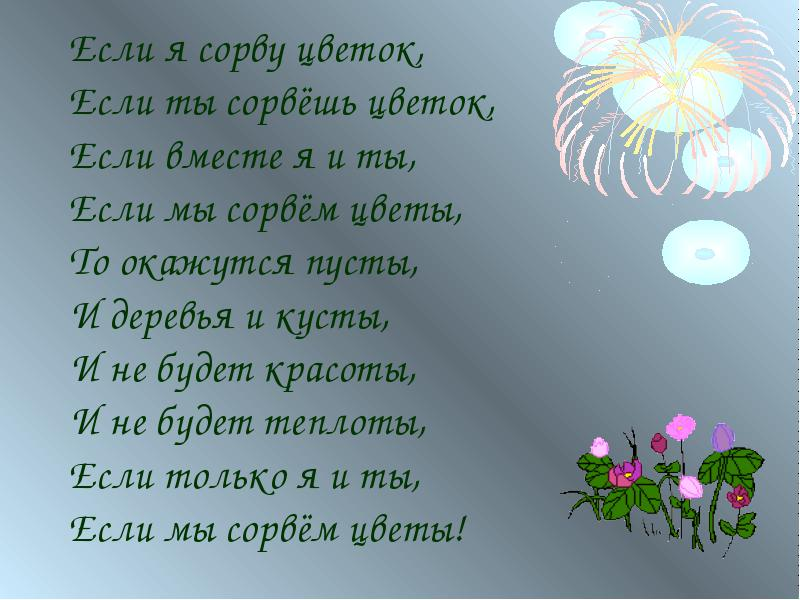 Если я сорву цветок,
Если ты сорвёшь цветок,
Если вместе я и ты,
Если мы сорвём цветы,
То окажутся пусты,
И деревья и кусты,
И не будет красоты,
И не будет теплоты,
Если только я и ты,
Если мы сорвём цветы!